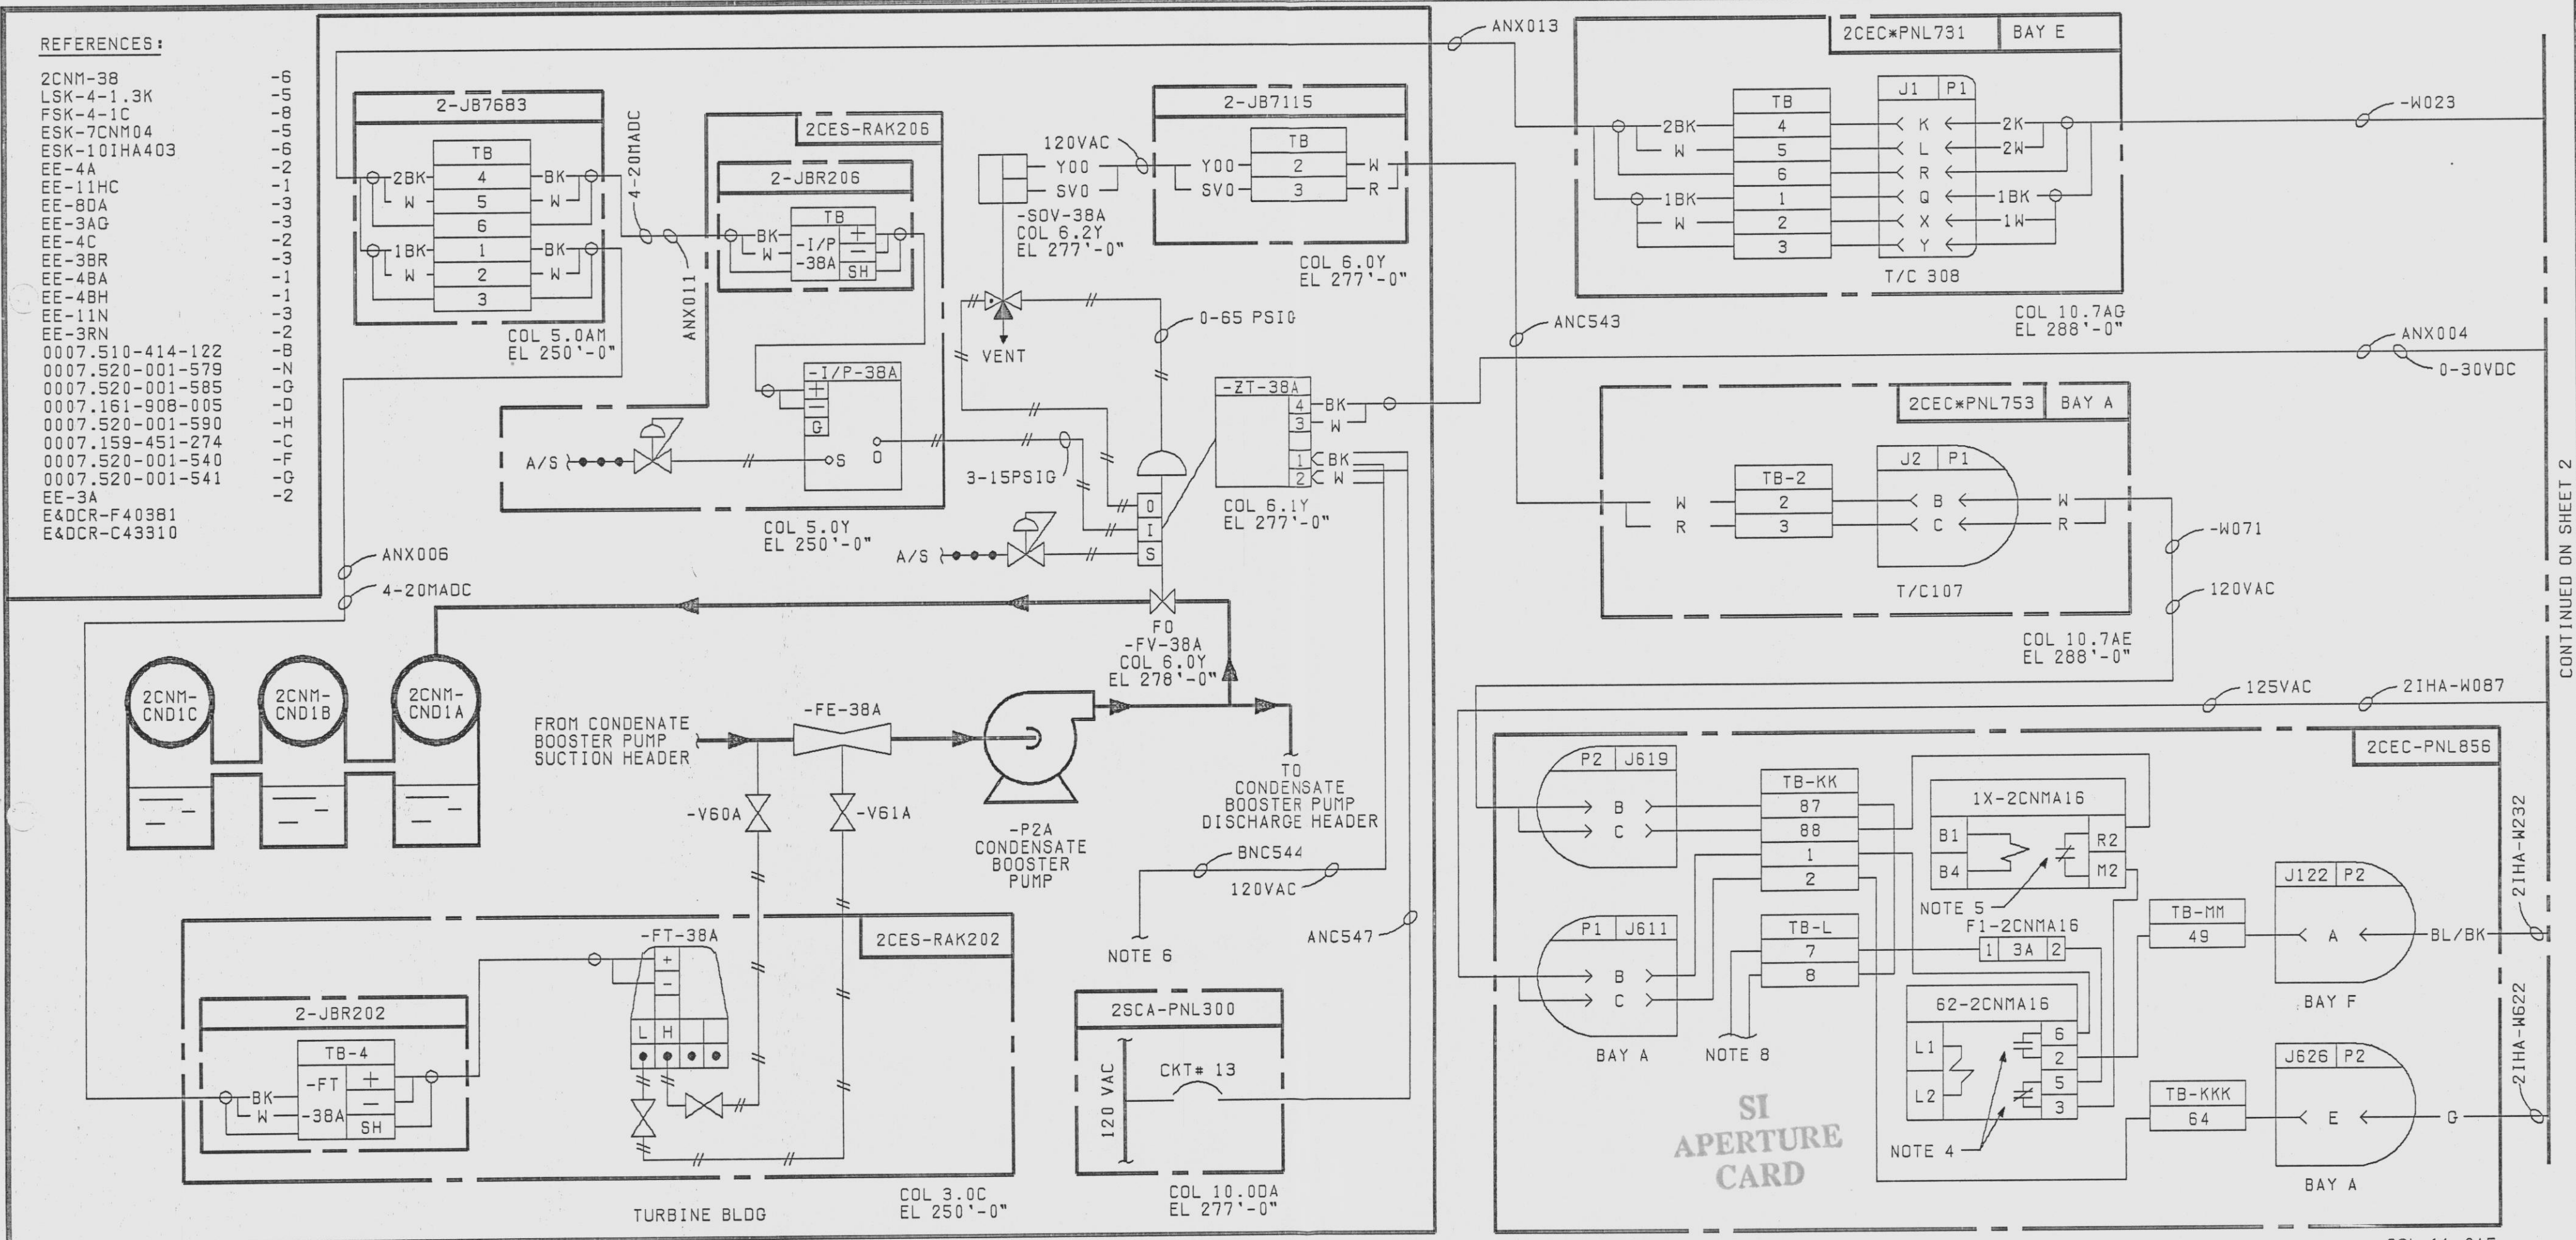 REFERENCES:
2CNM-38 -6
LSK-4-1.3K -5
FSK-4-1C -8
ESK-7CNM04 -5
ESK-10IHA403 -6
EE-4A -2
EE-11HC -1
EE-8DA -3
EE-3AG -3
EE-4C -2
EE-3BR -3
EE-4BA -1
EE-4BH -1
EE-11N -3
EE-3RN -2
0007.510-414-122 -B
0007.520-001-579 -N
0007.520-001-585 -G
0007.161-908-005 -D
0007.520-001-590 -H
0007.159-451-274 -C
0007.520-001-540 -F
0007.520-001-541 -G
EE-3A -2
E&DCR-F40381
E&DCR-C43310
2-JB7683
TB
2BK 4 BK
W 5 W
6
1BK 1 BK
W 2 W
3
COL 5.0AM
EL 250'-0"
4-20MADC
ANX011
2CES-RAK206
2-JBR206
TB
BK -I/P +
W -38A -
SH
-I/P-38A
+
-
G
S
O
A/S
COL 5.0Y
EL 250'-0"
120VAC
Y00
SV0
-SOV-38A
COL 6.2Y
EL 277'-0"
VENT
2-JB7115
TB
Y00 2 W
SV0 3 R
COL 6.0Y
EL 277'-0"
0-65 PSIG
3-15PSIG
-ZT-38A
4 BK
3 W
1 BK
2 W
COL 6.1Y
EL 277'-0"
O
I
S
A/S
ANX013
2CEC*PNL731 BAY E
TB J1 P1
2BK 4 K 2K
W 5 L 2W
6 R
1BK 1 Q 1BK
W 2 X 1W
3 Y
T/C 308
COL 10.7AG
EL 288'-0"
-W023
ANC543
ANX004
0-30VDC
2CEC*PNL753 BAY A
TB-2 J2 P1
W 2 B W
R 3 C R
T/C107
COL 10.7AE
EL 288'-0"
-W071
120VAC
CONTINUED ON SHEET 2
ANX006
4-20MADC
2CNM-
CND1C
2CNM-
CND1B
2CNM-
CND1A
FO
-FV-38A
COL 6.0Y
EL 278'-0"
FROM CONDENATE
BOOSTER PUMP
SUCTION HEADER
-FE-38A
-V60A
-V61A
-P2A
CONDENSATE
BOOSTER
PUMP
TO
CONDENSATE
BOOSTER PUMP
DISCHARGE HEADER
BNC544
120VAC
NOTE 6
ANC547
2CES-RAK202
-FT-38A
+
-
L H
2-JBR202
TB-4
BK -FT +
W -38A -
SH
COL 3.0C
EL 250'-0"
TURBINE BLDG
2SCA-PNL300
120 VAC
CKT# 13
COL 10.0DA
EL 277'-0"
125VAC
2IHA-W087
2CEC-PNL856
P2 J619
B
C
P1 J611
B
C
BAY A
TB-KK
87
88
1
2
TB-L
7
8
NOTE 8
1X-2CNMA16
B1 R2
B4 M2
NOTE 5
F1-2CNMA16
1 3A 2
62-2CNMA16
L1
L2
6
2
5
3
NOTE 4
TB-MM
49
J122 P2
A
BL/BK
BAY F
2IHA-W232
TB-KKK
64
J626 P2
E
G
BAY A
2IHA-W622
SI
APERTURE
CARD